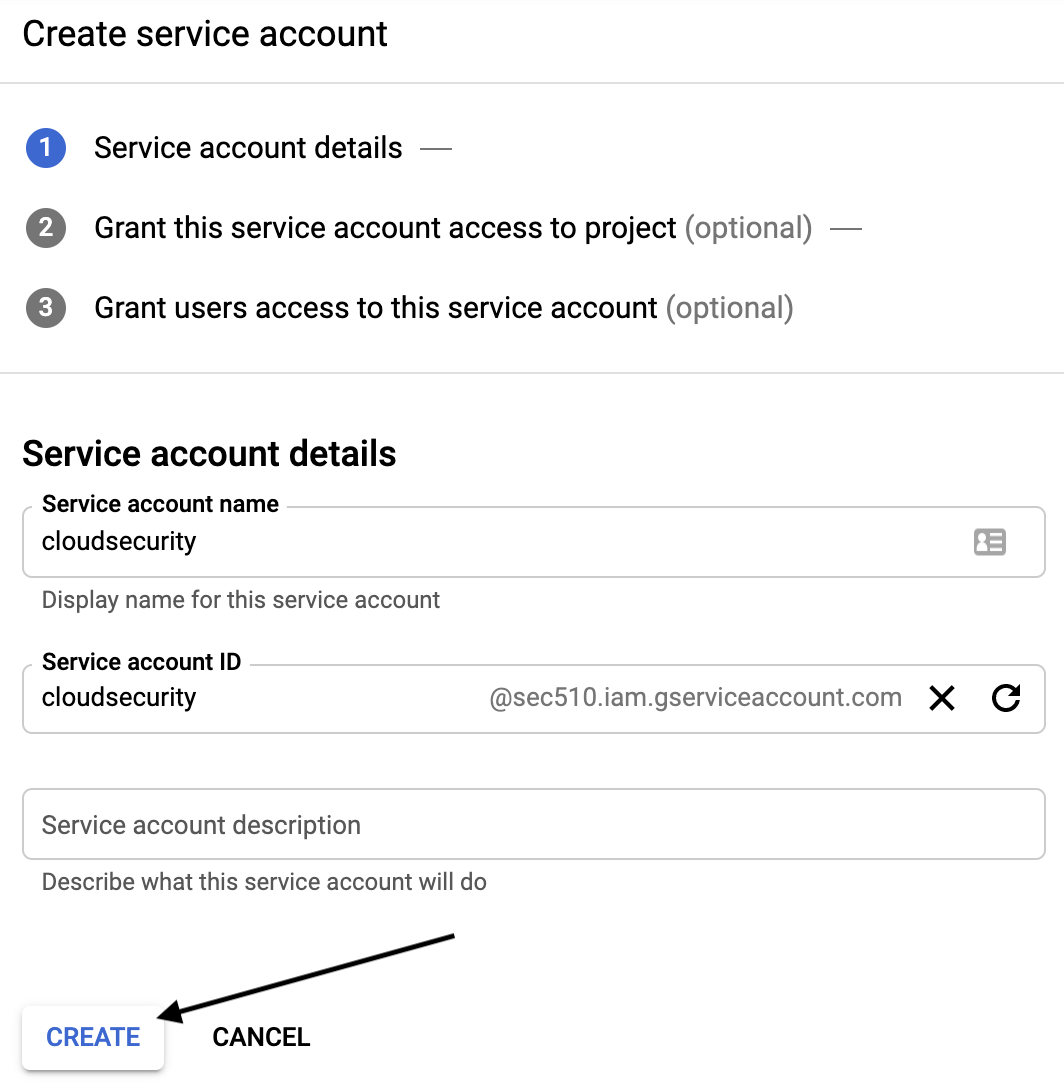 Create service account
1 Service account details —
2 Grant this service account access to project (optional) —
3 Grant users access to this service account (optional)
Service account details
Service account name
cloudsecurity
Display name for this service account
Service account ID
cloudsecurity @sec510.iam.gserviceaccount.com
Service account description
Describe what this service account will do
CREATE CANCEL